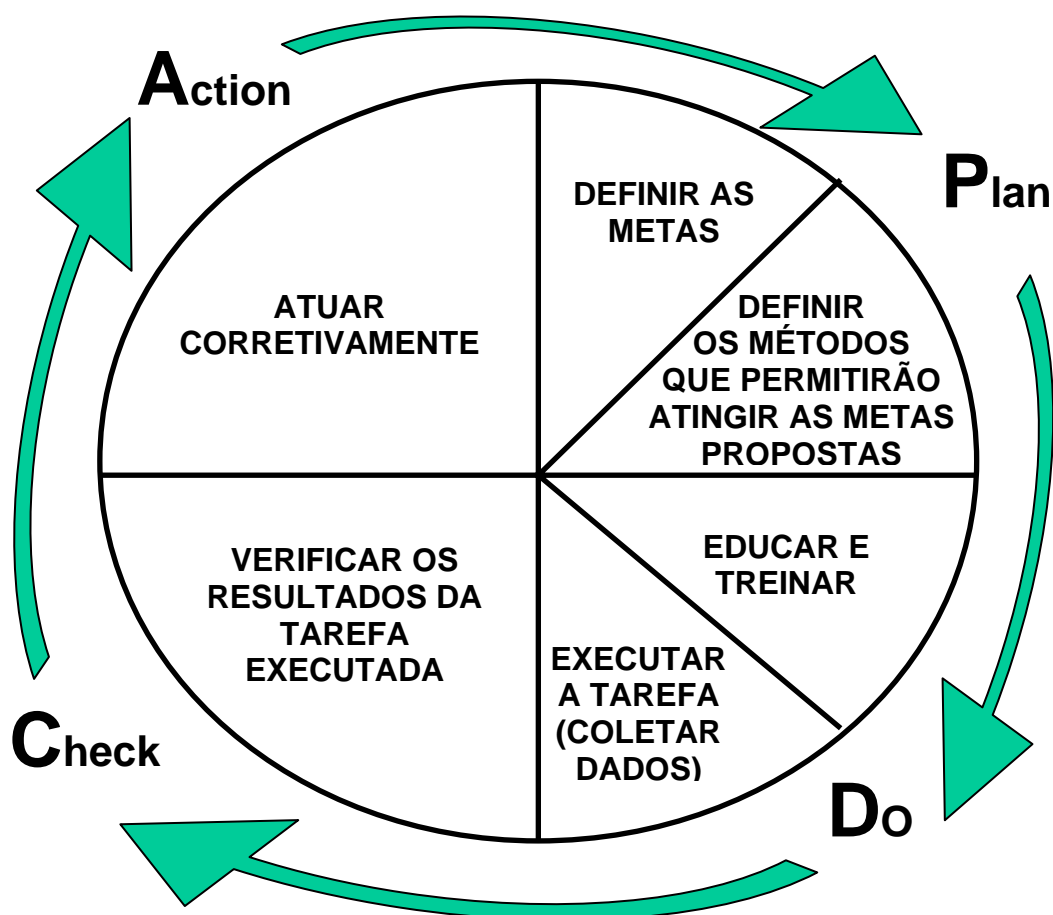 Action
Plan
DEFINIR AS
METAS
DEFINIR
OS MÉTODOS
QUE PERMITIRÃO
ATINGIR AS METAS
PROPOSTAS
ATUAR
CORRETIVAMENTE
EDUCAR E
TREINAR
VERIFICAR OS
RESULTADOS DA
TAREFA
EXECUTADA
EXECUTAR
A TAREFA
(COLETAR
DADOS)
Check
DO